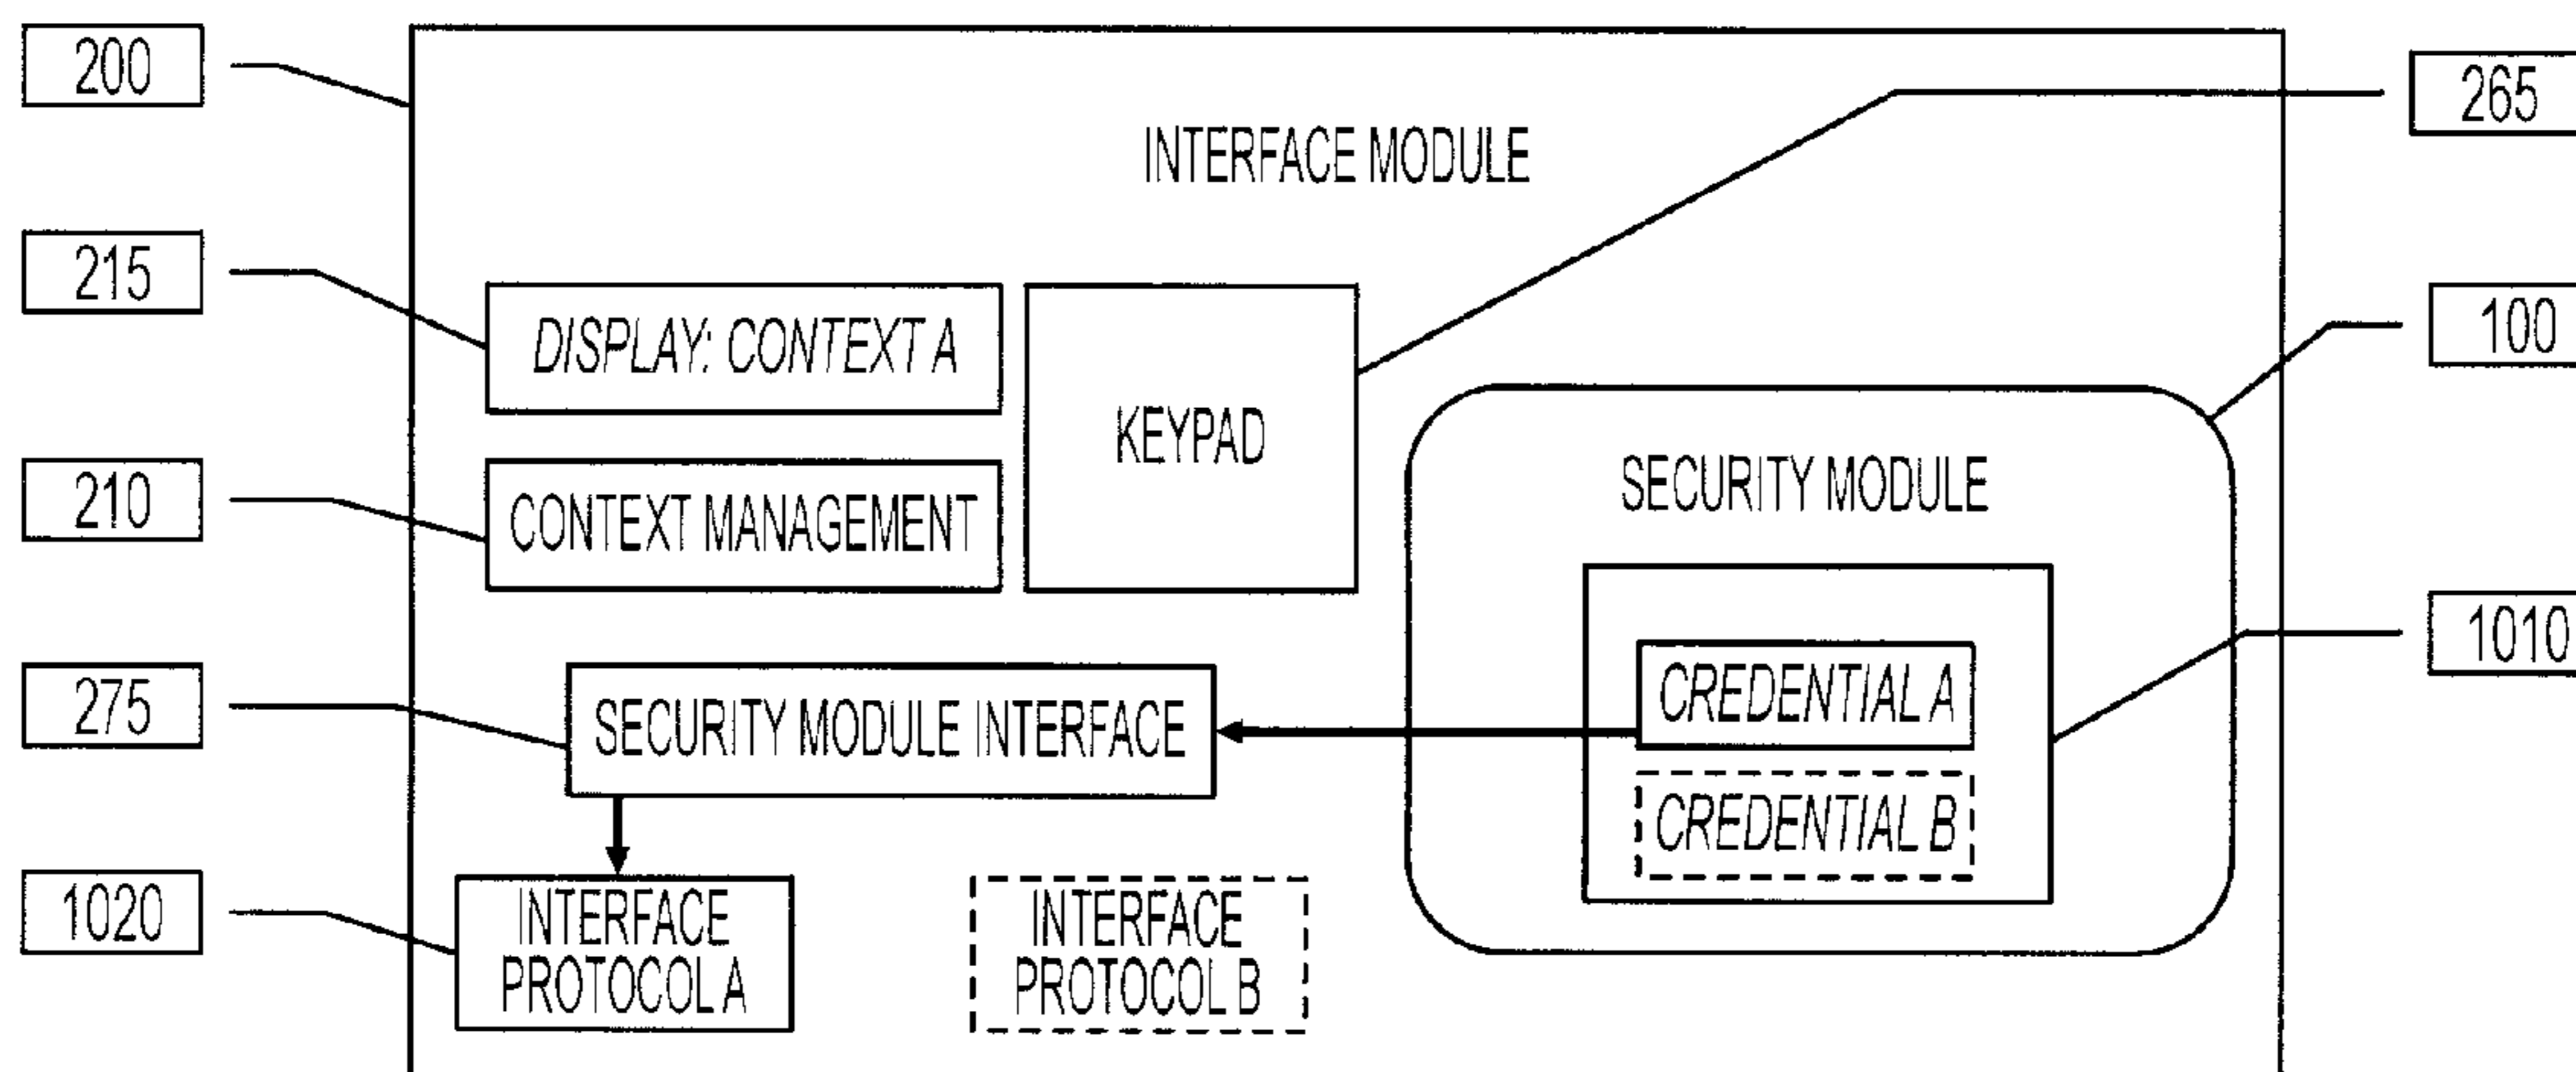 200
INTERFACE MODULE
265
215
DISPLAY: CONTEXT A
KEYPAD
100
210
CONTEXT MANAGEMENT
SECURITY MODULE
275
SECURITY MODULE INTERFACE
CREDENTIAL A
1010
CREDENTIAL B
1020
INTERFACE
PROTOCOL A
INTERFACE
PROTOCOL B